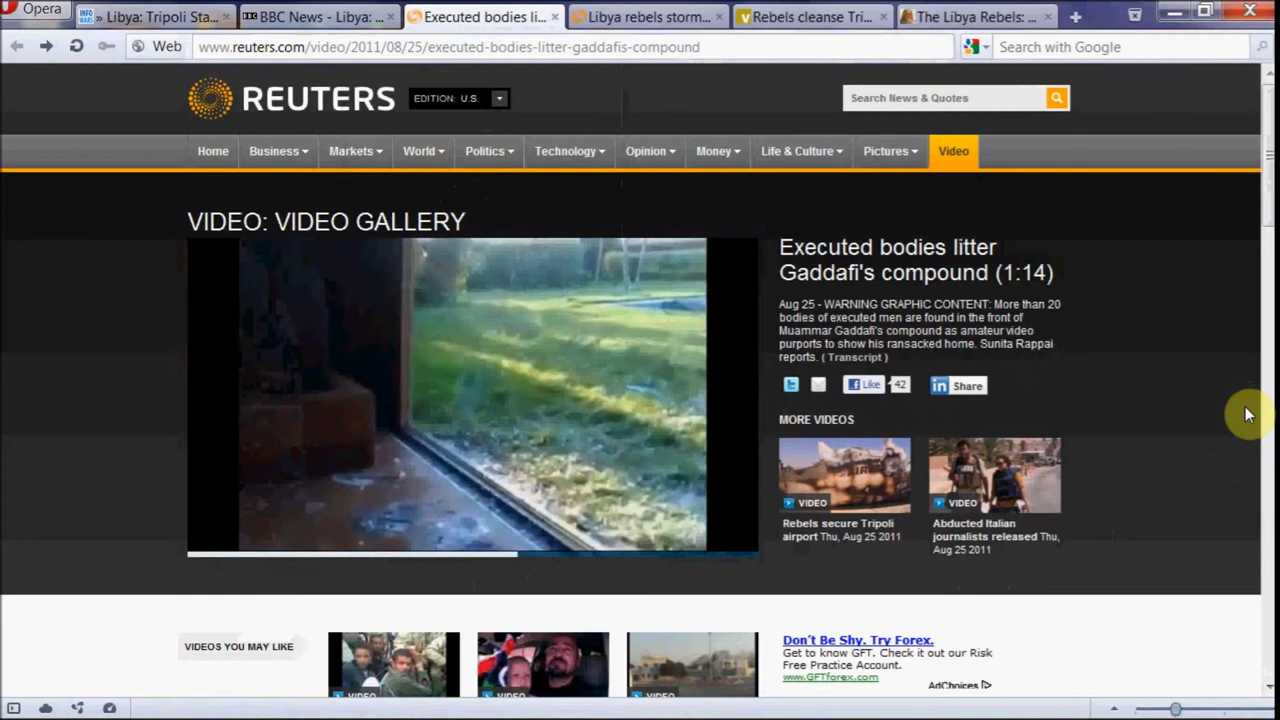 Opera
» Libya: Tripoli Sta...
BBC News - Libya: ...
Executed bodies li...
Libya rebels storm...
Rebels cleanse Tri...
The Libya Rebels: ...
Web
www.reuters.com/video/2011/08/25/executed-bodies-litter-gaddafis-compound
Search with Google
REUTERS
EDITION: U.S.
Search News & Quotes
Home
Business
Markets
World
Politics
Technology
Opinion
Money
Life & Culture
Pictures
Video
VIDEO: VIDEO GALLERY
Executed bodies litter
Gaddafi's compound (1:14)
Aug 25 - WARNING GRAPHIC CONTENT: More than 20
bodies of executed men are found in the front of
Muammar Gaddafi's compound as amateur video
purports to show his ransacked home. Sunita Rappai
reports. ( Transcript )
Like
42
Share
MORE VIDEOS
VIDEO
VIDEO
Rebels secure Tripoli
airport Thu, Aug 25 2011
Abducted Italian
journalists released Thu,
Aug 25 2011
VIDEOS YOU MAY LIKE
VIDEO
VIDEO
VIDEO
Don't Be Shy. Try Forex.
Get to know GFT. Check it out our Risk
Free Practice Account.
www.GFTforex.com
AdChoices